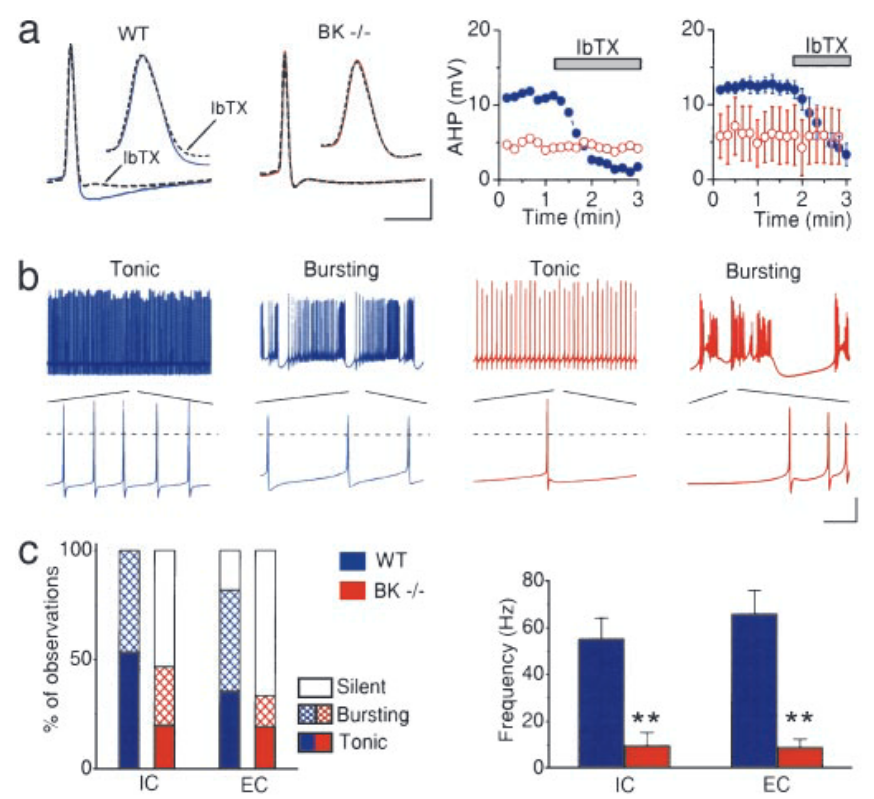 a
WT
IbTX
IbTX
BK -/-
AHP (mV)
20
10
0
IbTX
0 1 2 3
Time (min)
20
10
0
IbTX
0 1 2 3
Time (min)
b
Tonic
Bursting
Tonic
Bursting
c
% of observations
100
50
0
IC
EC
WT
BK -/-
Silent
Bursting
Tonic
Frequency (Hz)
80
60
40
20
0
**
**
IC
EC